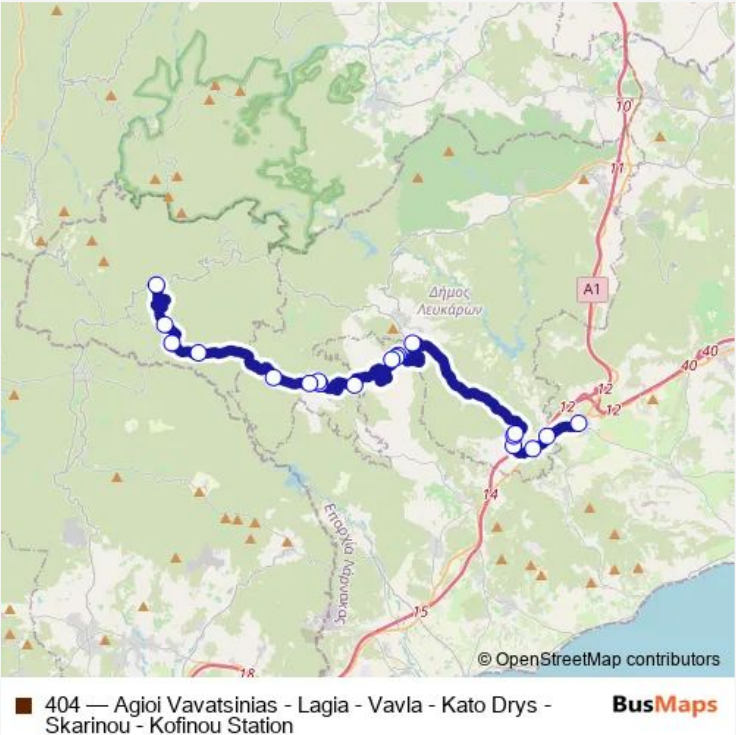 10
11
A1
Δήμος
Λευκάρων
40
40
12
12
12
14
Επαρχία Λάρνακας
15
18
© OpenStreetMap contributors
404 — Agioi Vavatsinias - Lagia - Vavla - Kato Drys -
Skarinou - Kofinou Station
BusMaps